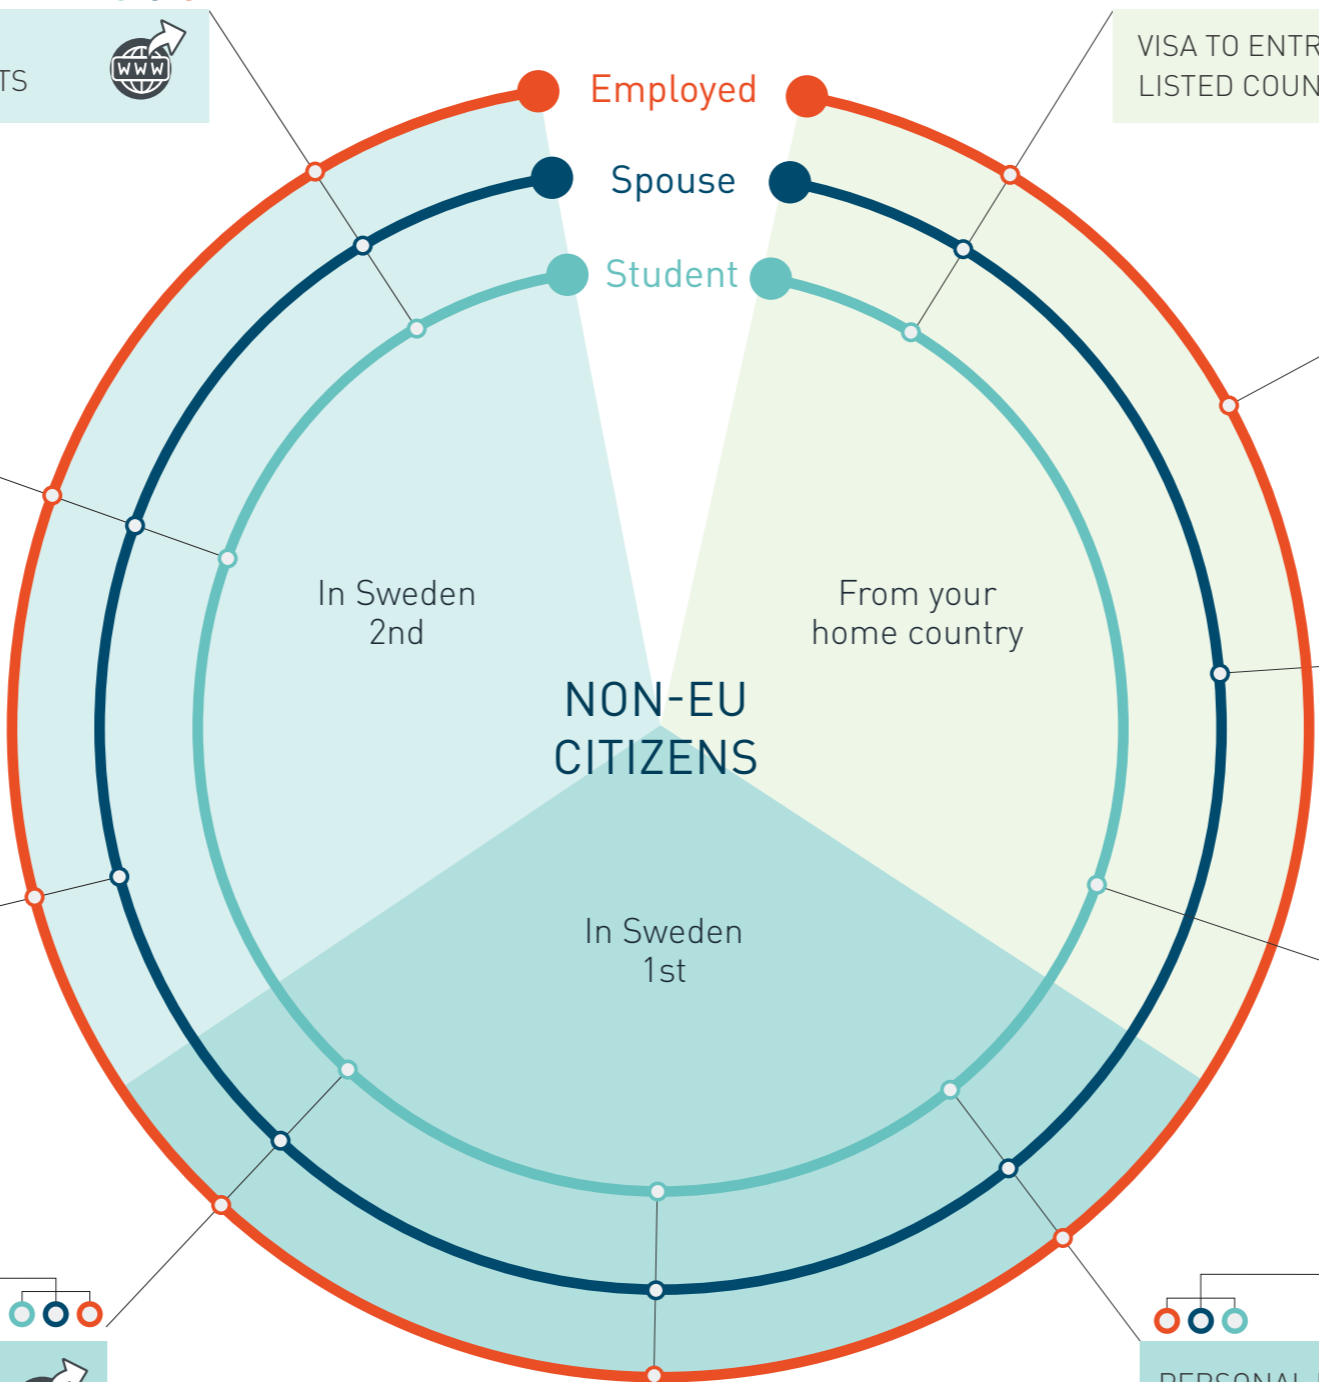 TS
WWW
VISA TO ENTR
LISTED COUN
Employed
Spouse
Student
In Sweden
2nd
From your
home country
NON-EU
CITIZENS
In Sweden
1st
PERSONAL